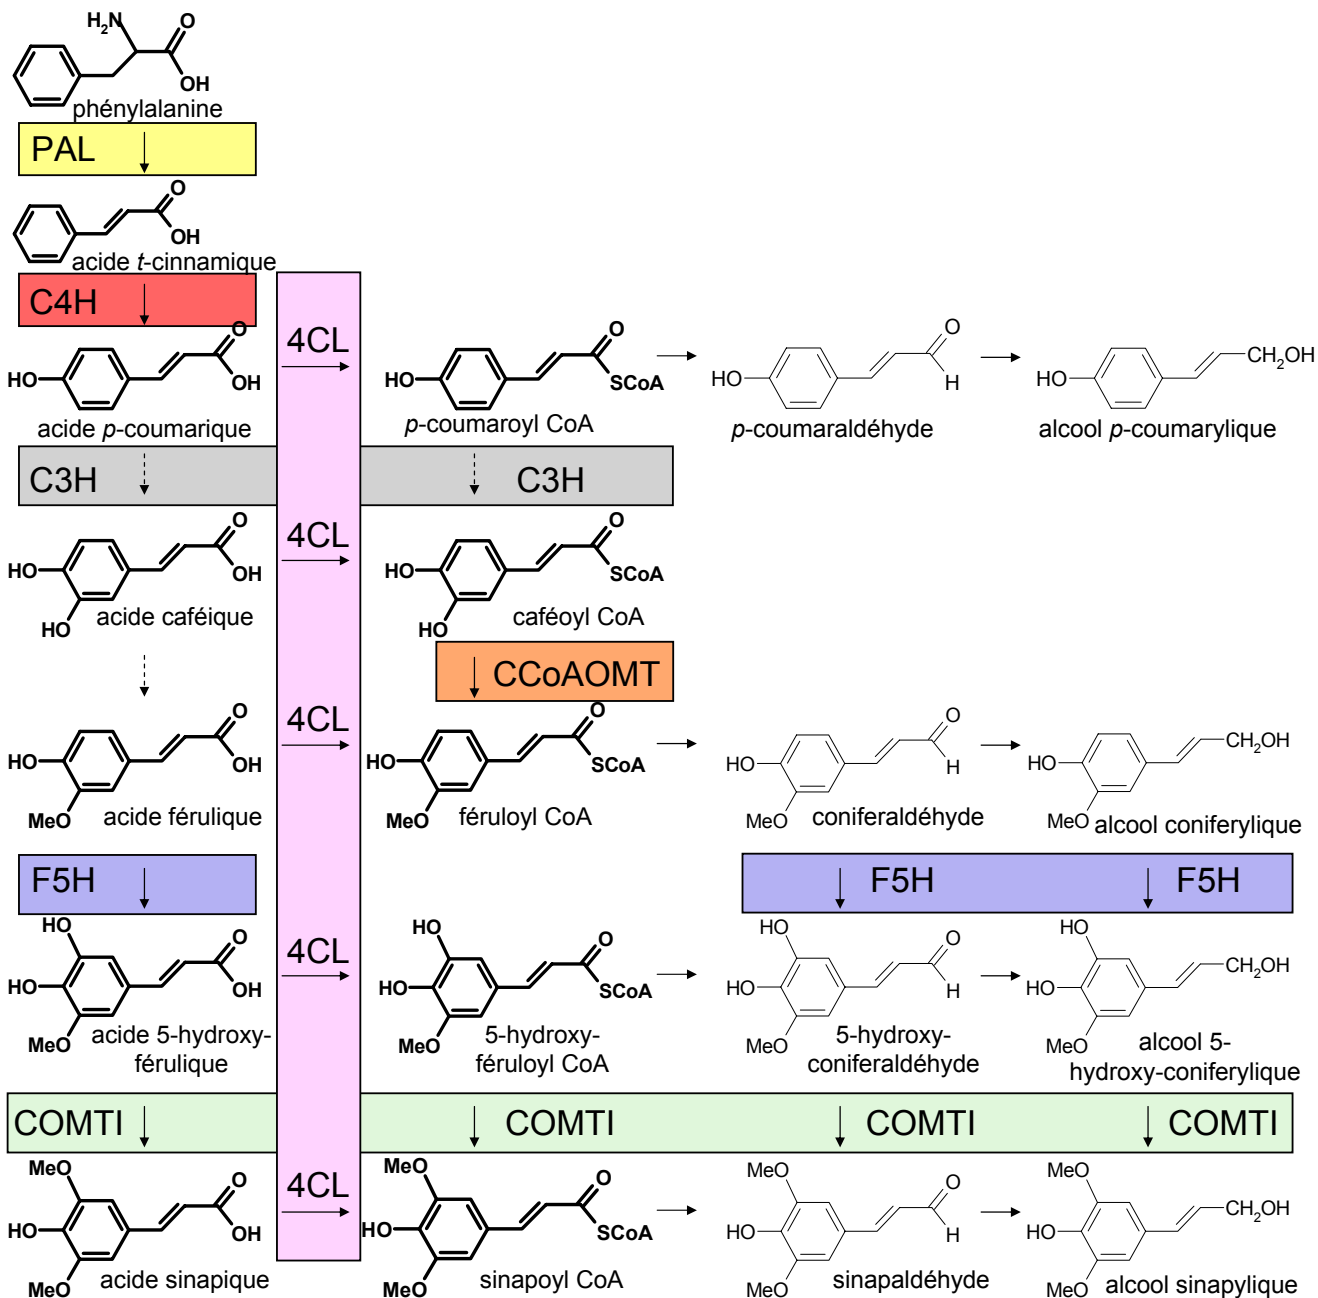 H2N
O
OH
phénylalanine
PAL
O
OH
acide t-cinnamique
C4H
4CL
HO
O
OH
acide p-coumarique
HO
O
SCoA
p-coumaroyl CoA
HO
O
H
p-coumaraldéhyde
HO
CH2OH
alcool p-coumarylique
C3H
C3H
4CL
HO
HO
O
OH
acide caféique
HO
HO
O
SCoA
caféoyl CoA
CCoAOMT
4CL
HO
MeO
O
OH
acide férulique
HO
MeO
O
SCoA
féruloyl CoA
HO
MeO
O
H
coniferaldéhyde
HO
MeO
CH2OH
alcool coniferylique
F5H
F5H
F5H
4CL
HO
HO
MeO
O
OH
acide 5-hydroxy-
férulique
HO
HO
MeO
O
SCoA
5-hydroxy-
féruloyl CoA
HO
HO
MeO
O
H
5-hydroxy-
coniferaldéhyde
HO
HO
MeO
CH2OH
alcool 5-
hydroxy-coniferylique
COMTI
COMTI
COMTI
COMTI
4CL
MeO
HO
MeO
O
OH
acide sinapique
MeO
HO
MeO
O
SCoA
sinapoyl CoA
MeO
HO
MeO
O
H
sinapaldéhyde
MeO
HO
MeO
CH2OH
alcool sinapylique